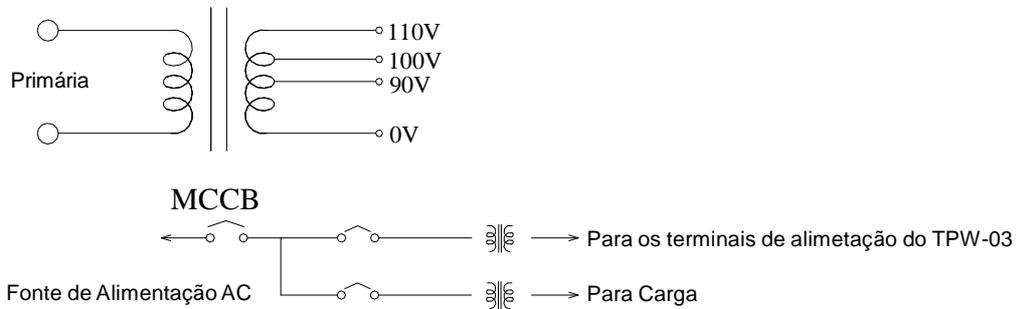 110V
100V
Primária
90V
0V
MCCB
Para os terminais de alimetação do TPW-03
Fonte de Alimentação AC
Para Carga